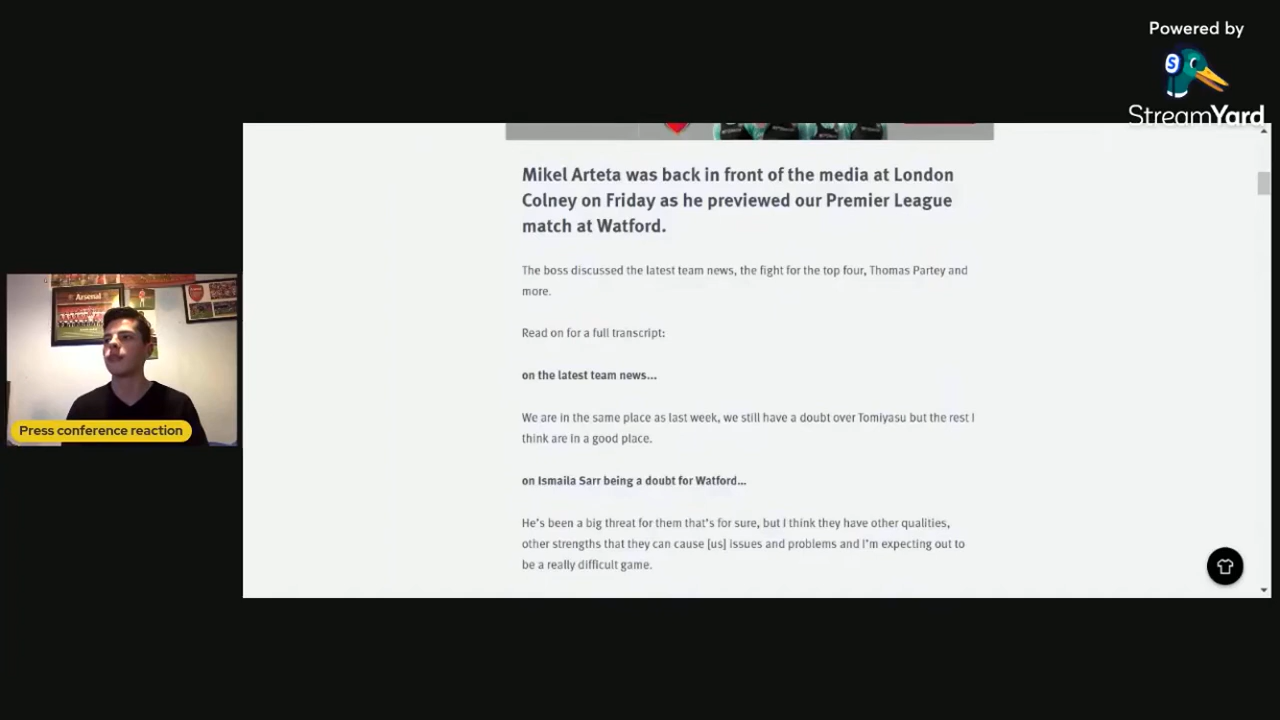 Powered by
StreamYard
Mikel Arteta was back in front of the media at London
Colney on Friday as he previewed our Premier League
match at Watford.
The boss discussed the latest team news, the fight for the top four, Thomas Partey and
more.
Read on for a full transcript:
on the latest team news...
We are in the same place as last week, we still have a doubt over Tomiyasu but the rest I
think are in a good place.
on Ismaila Sarr being a doubt for Watford...
He's been a big threat for them that's for sure, but I think they have other qualities,
other strengths that they can cause [us] issues and problems and I'm expecting out to
be a really difficult game.
Arsenal
Press conference reaction